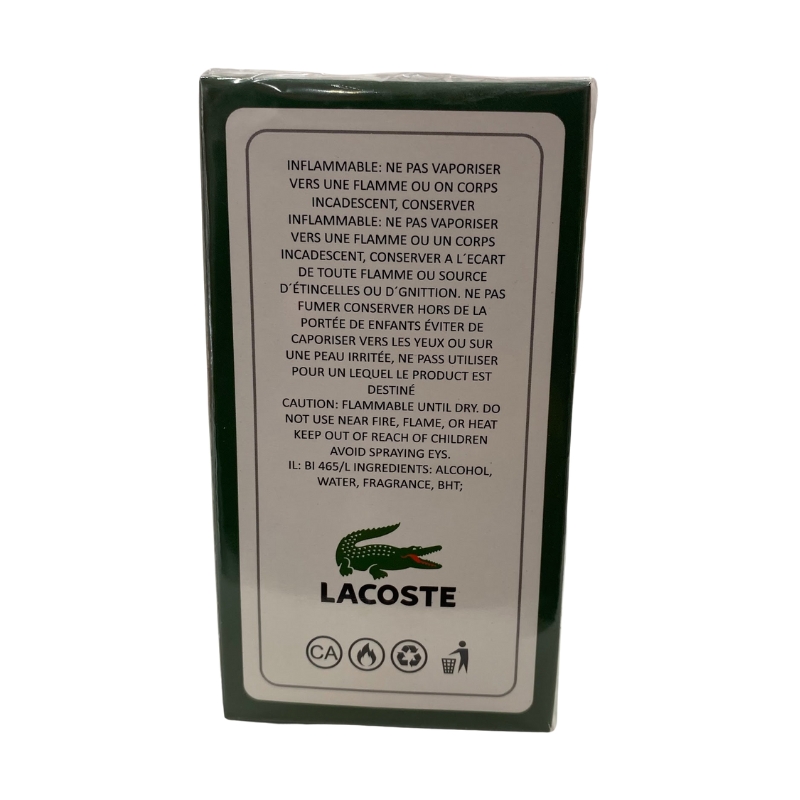 INFLAMMABLE: NE PAS VAPORISER
VERS UNE FLAMME OU ON CORPS
INCADESCENT, CONSERVER
INFLAMMABLE: NE PAS VAPORISER
VERS UNE FLAMME OU UN CORPS
INCADESCENT, CONSERVER A L´ECART
DE TOUTE FLAMME OU SOURCE
D´ÉTINCELLES OU D´GNITTION. NE PAS
FUMER CONSERVER HORS DE LA
PORTÉE DE ENFANTS ÉVITER DE
CAPORISER VERS LES YEUX OU SUR
UNE PEAU IRRITÉE, NE PASS UTILISER
POUR UN LEQUEL LE PRODUCT EST
DESTINÉ
CAUTION: FLAMMABLE UNTIL DRY. DO
NOT USE NEAR FIRE, FLAME, OR HEAT
KEEP OUT OF REACH OF CHILDREN
AVOID SPRAYING EYS.
IL: BI 465/L INGREDIENTS: ALCOHOL,
WATER, FRAGRANCE, BHT;
LACOSTE
CA